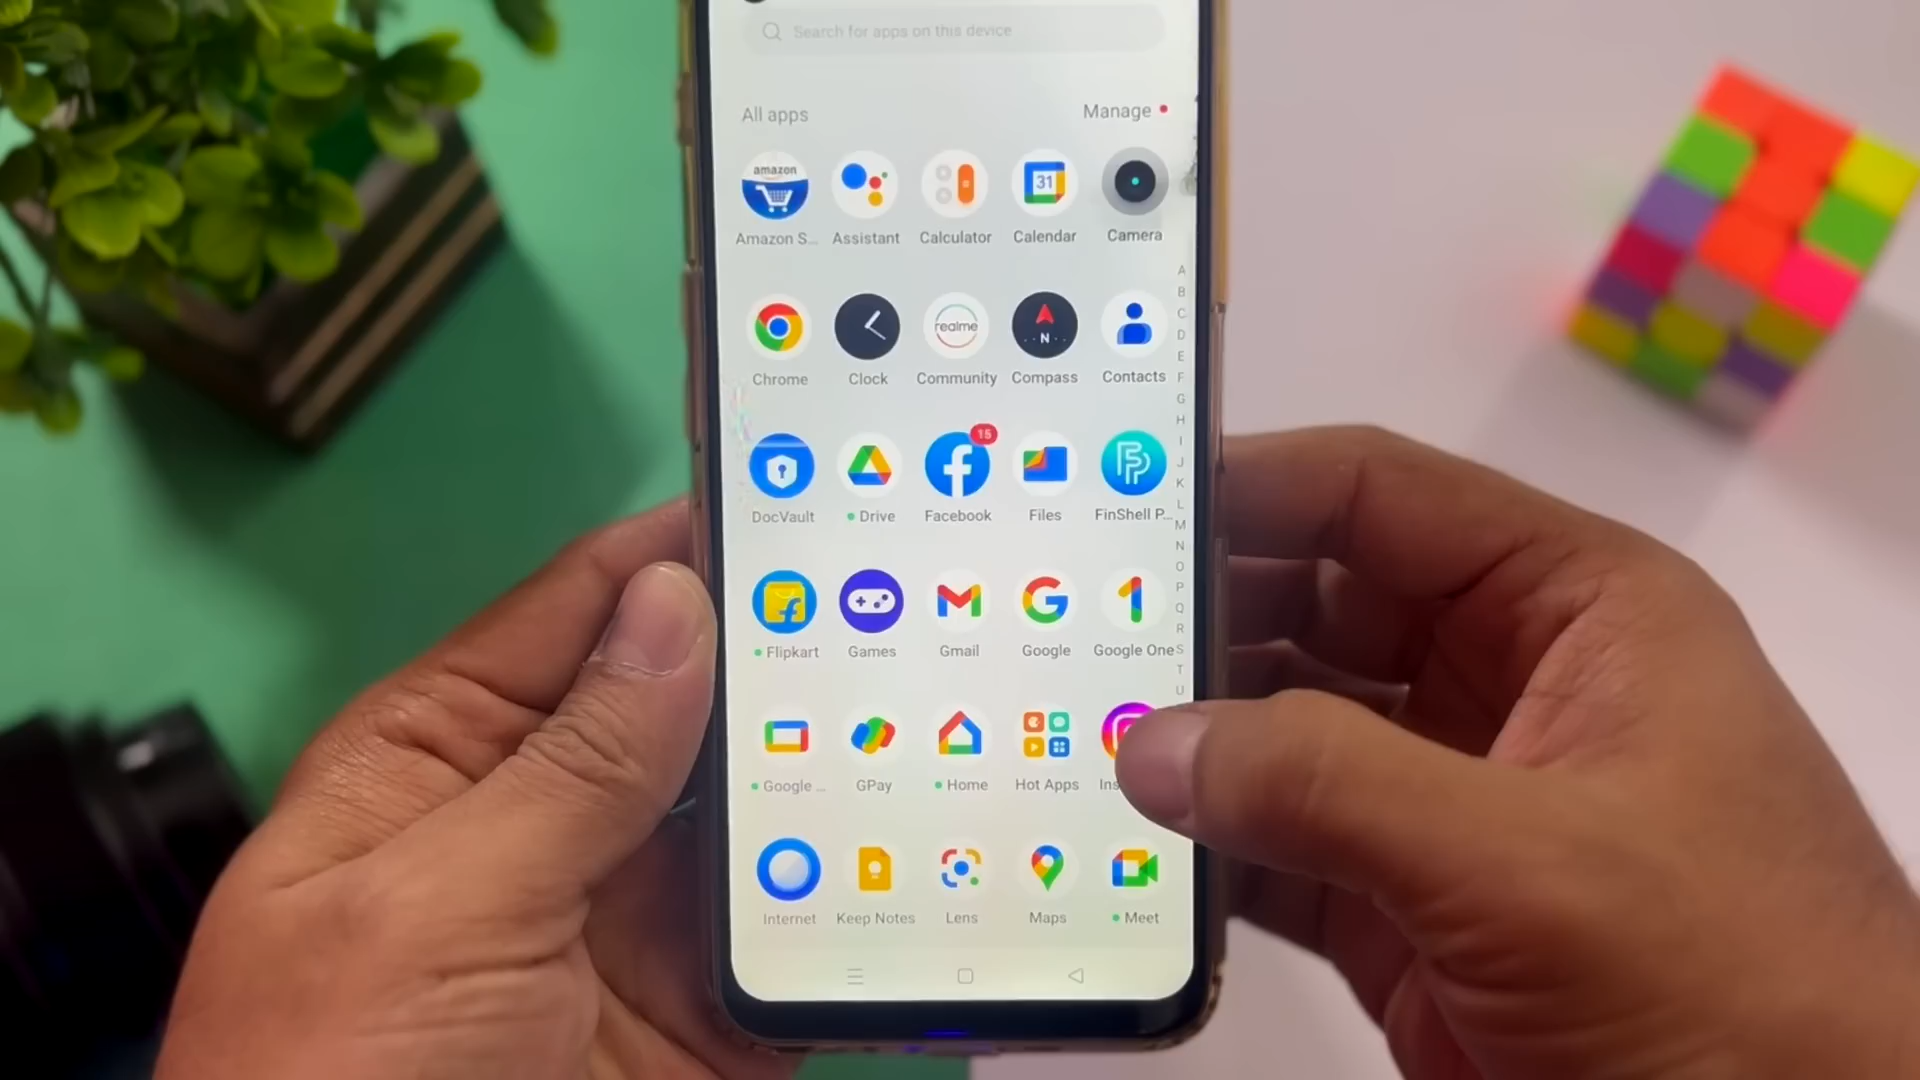 Search for apps on this device
All apps
Manage
amazon
31
Amazon S...
Assistant
Calculator
Calendar
Camera
realme
N
Chrome
Clock
Community
Compass
Contacts
15
DocVault
Drive
Facebook
Files
FinShell P...
Flipkart
Games
Gmail
Google
Google One
Google ...
GPay
Home
Hot Apps
Ins
Internet
Keep Notes
Lens
Maps
Meet
A
B
C
D
E
F
G
H
I
J
K
L
M
N
O
P
Q
R
S
T
U